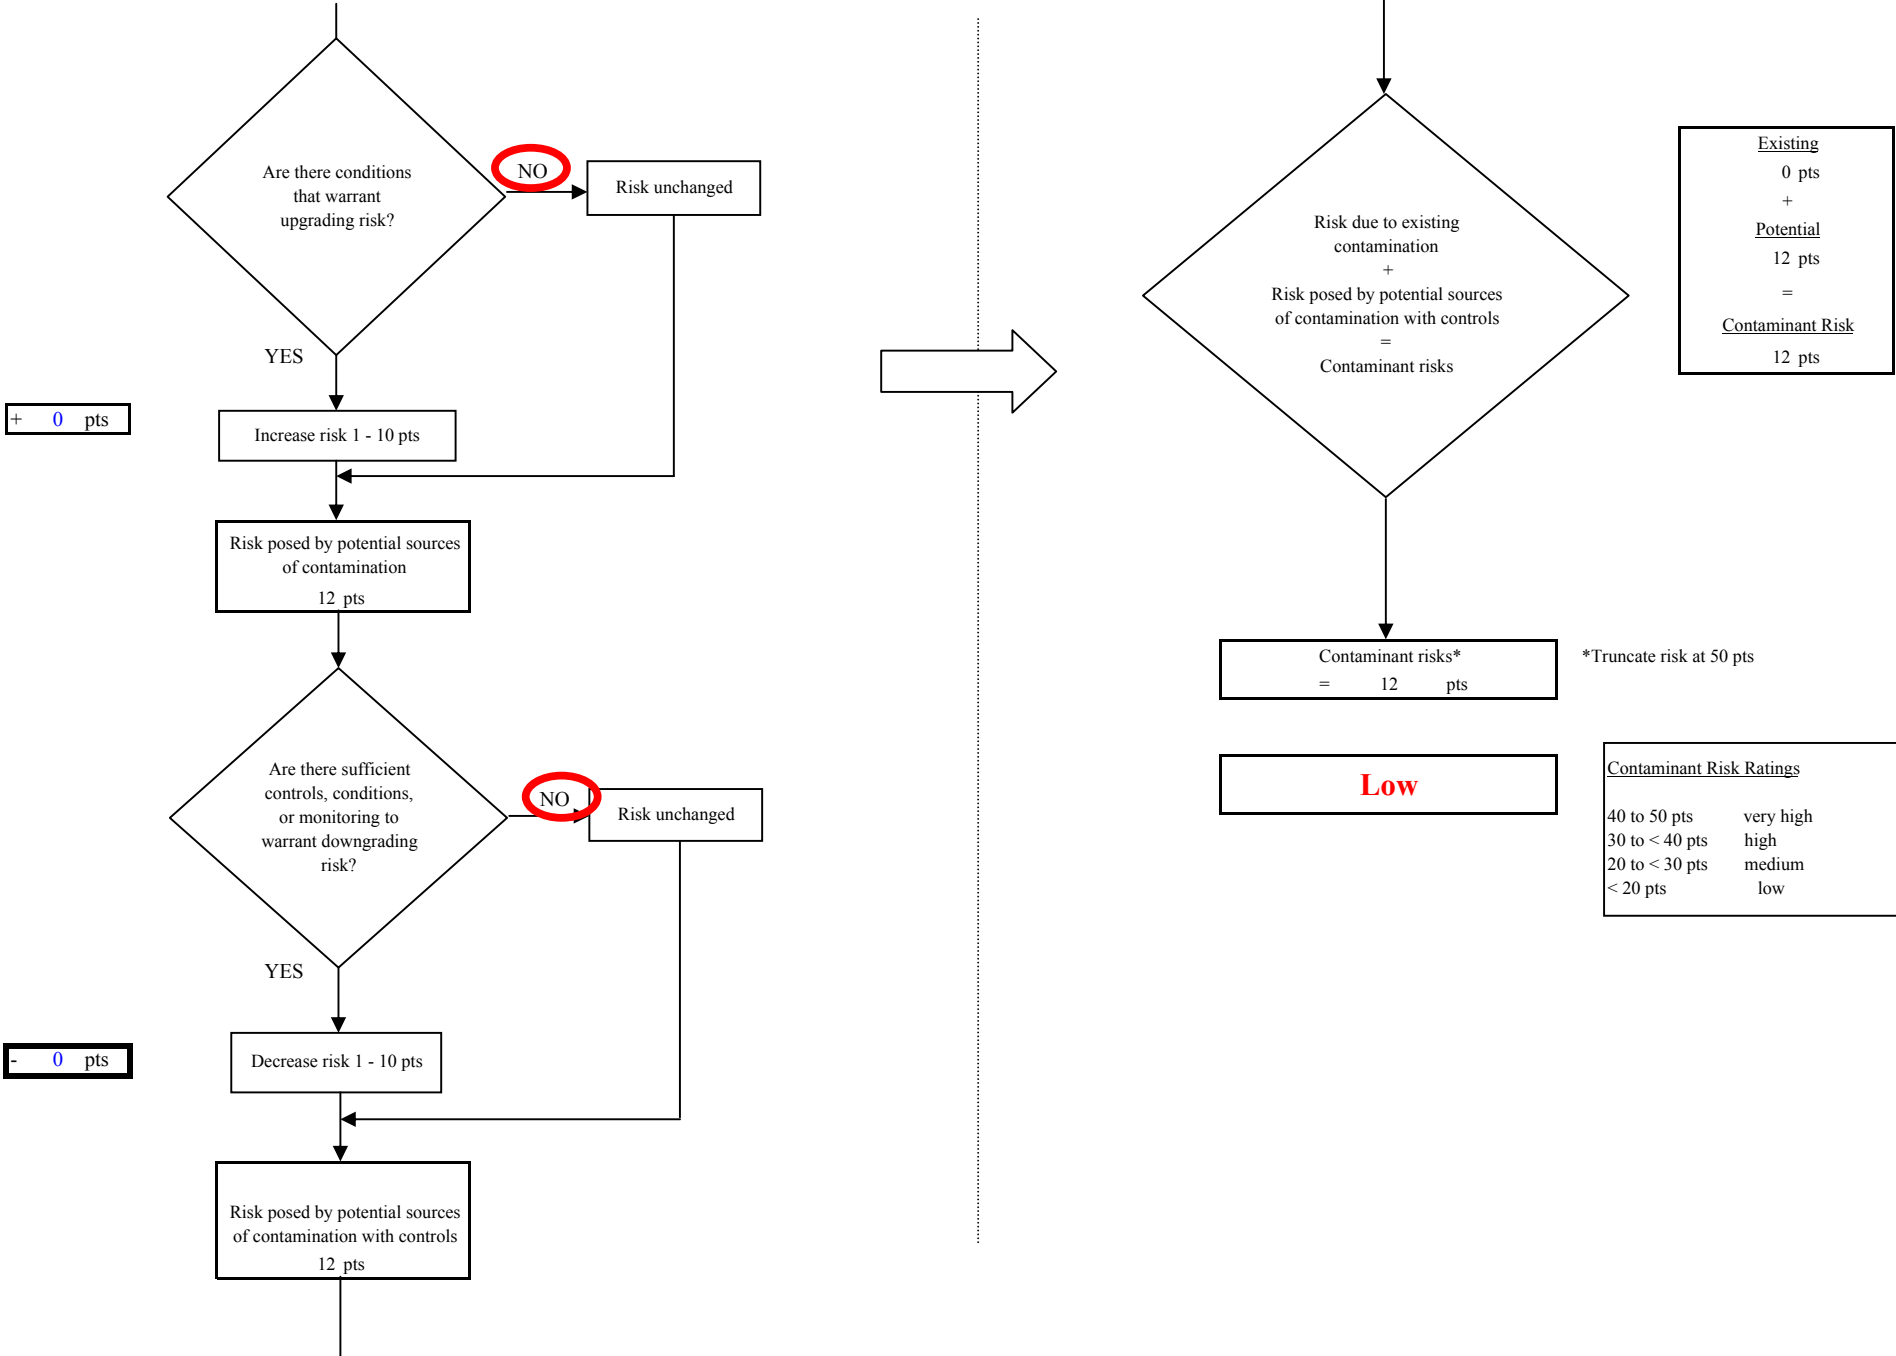 Are there conditions
that warrant
upgrading risk?
NO
Risk unchanged
YES
+ 0 pts
Increase risk 1 - 10 pts
Risk posed by potential sources
of contamination
12 pts
Are there sufficient
controls, conditions,
or monitoring to
warrant downgrading
risk?
NO
Risk unchanged
YES
- 0 pts
Decrease risk 1 - 10 pts
Risk posed by potential sources
of contamination with controls
12 pts
Risk due to existing
contamination
+
Risk posed by potential sources
of contamination with controls
=
Contaminant risks
Existing
0 pts
+
Potential
12 pts
=
Contaminant Risk
12 pts
Contaminant risks*
= 12 pts
*Truncate risk at 50 pts
Low
Contaminant Risk Ratings
40 to 50 pts very high
30 to < 40 pts high
20 to < 30 pts medium
< 20 pts low